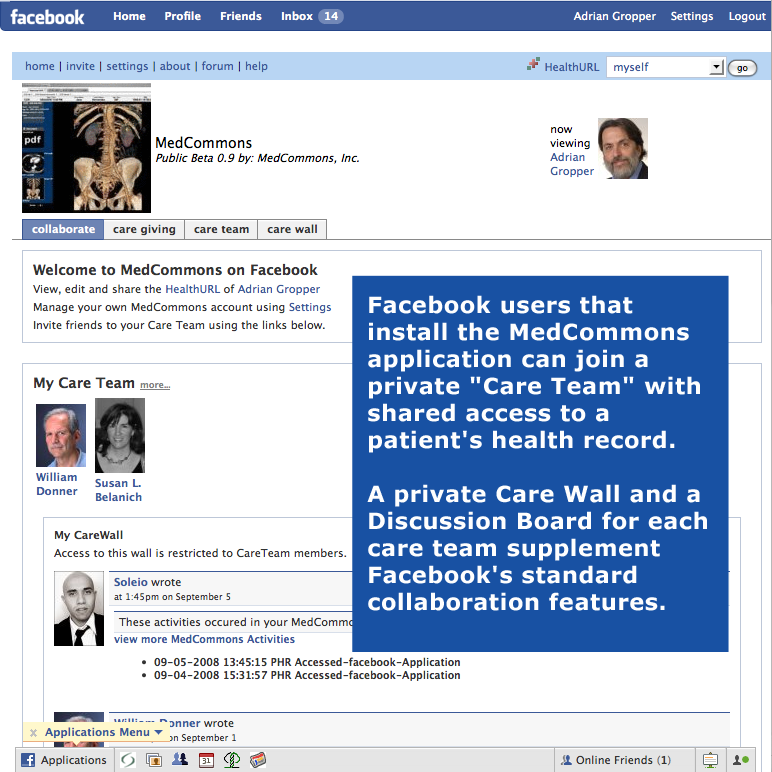 facebook Home Profile Friends Inbox 14 Adrian Gropper Settings Logout
home | invite | settings | about | forum | help HealthURL myself go
pdf
MedCommons
Public Beta 0.9 by: MedCommons, Inc.
now
viewing
Adrian
Gropper
collaborate care giving care team care wall
Welcome to MedCommons on Facebook
View, edit and share the HealthURL of Adrian Gropper
Manage your own MedCommons account using Settings
Invite friends to your Care Team using the links below.
Facebook users that
install the MedCommons
application can join a
private "Care Team" with
shared access to a
patient's health record.
A private Care Wall and a
Discussion Board for each
care team supplement
Facebook's standard
collaboration features.
My Care Team more...
William
Donner
Susan L.
Belanich
My CareWall
Access to this wall is restricted to CareTeam members.
Soleio wrote
at 1:45pm on September 5
These activities occured in your MedCommo
view more MedCommons Activities
• 09-05-2008 13:45:15 PHR Accessed-facebook-Application
• 09-04-2008 15:31:57 PHR Accessed-facebook-Application
William Donner wrote
on September 1
x Applications Menu
Applications 31 Online Friends (1)